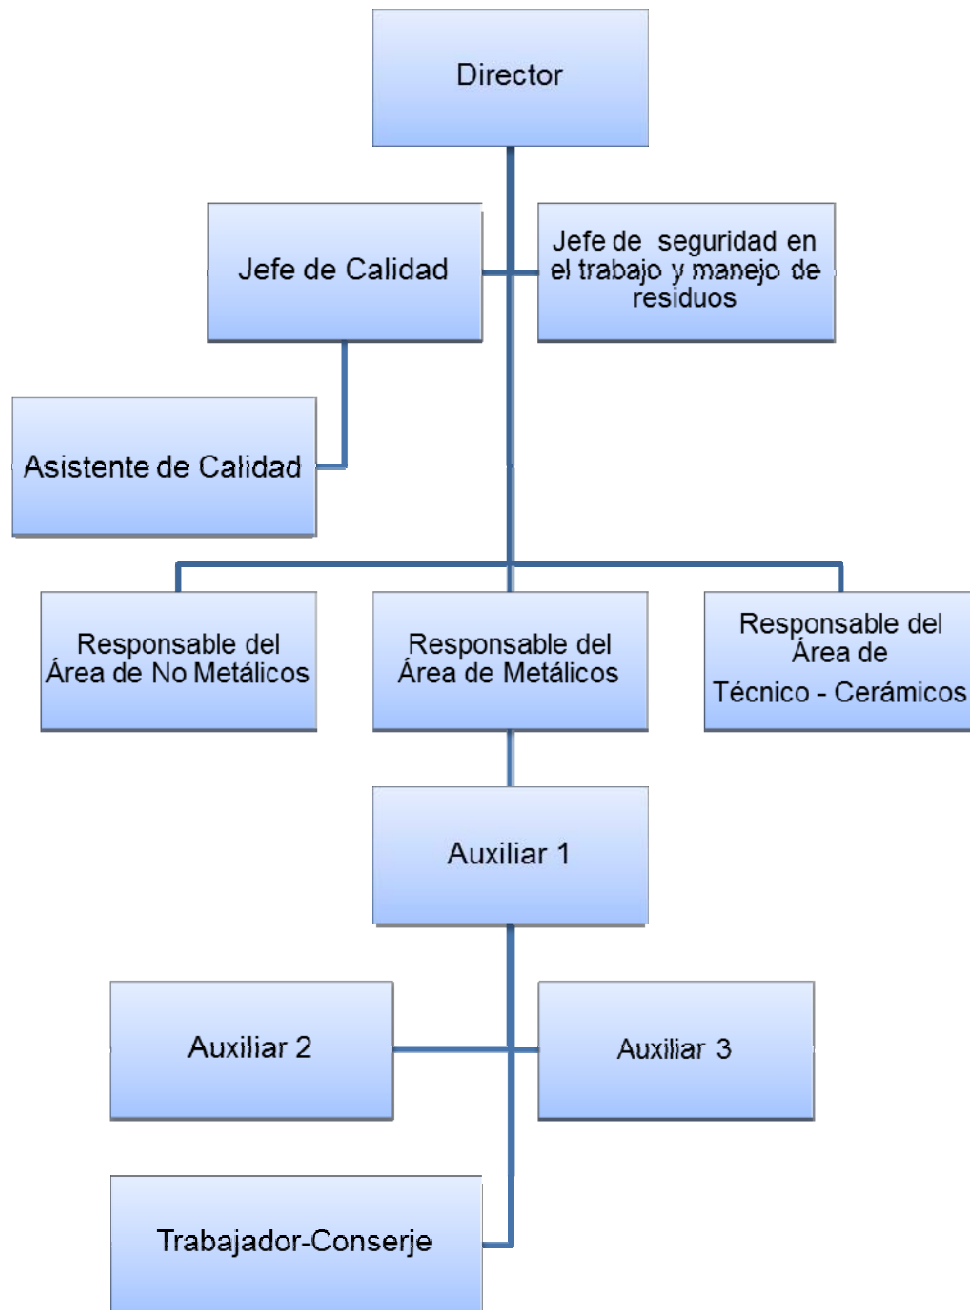 Director
Jefe de Calidad
Jefe de seguridad en
el trabajo y manejo de
residuos
Asistente de Calidad
Responsable del
Área de No Metálicos
Responsable del
Área de Metálicos
Responsable del
Área de
Técnico - Cerámicos
Auxiliar 1
Auxiliar 2
Auxiliar 3
Trabajador-Conserje